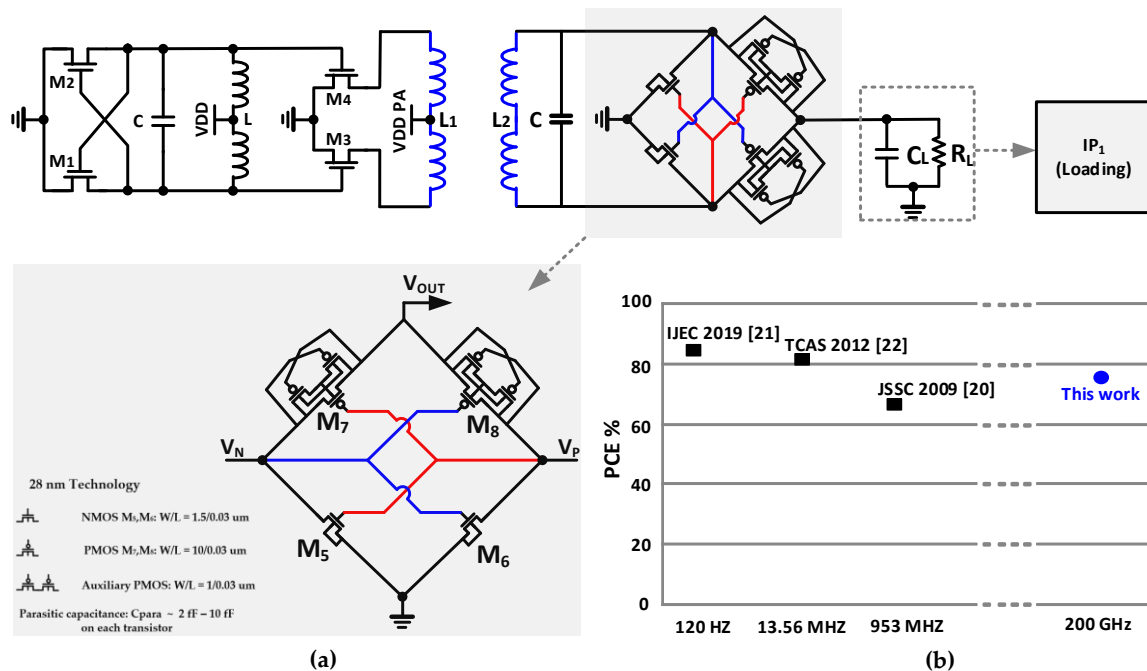 M2
M1
C
VDD
L
M4
M3
VDD PA
L1
L2
C
CL
RL
IP1
(Loading)
VOUT
M7
M8
VN
VP
M5
M6
28 nm Technology
NMOS M5,M6: W/L = 1.5/0.03 um
PMOS M7,M8: W/L = 10/0.03 um
Auxiliary PMOS: W/L = 1/0.03 um
Parasitic capacitance: Cpara ~ 2 fF – 10 fF
on each transistor
(a)
PCE %
100
80
60
40
20
0
IJEC 2019 [21]
TCAS 2012 [22]
JSSC 2009 [20]
This work
120 HZ
13.56 MHZ
953 MHZ
200 GHz
(b)